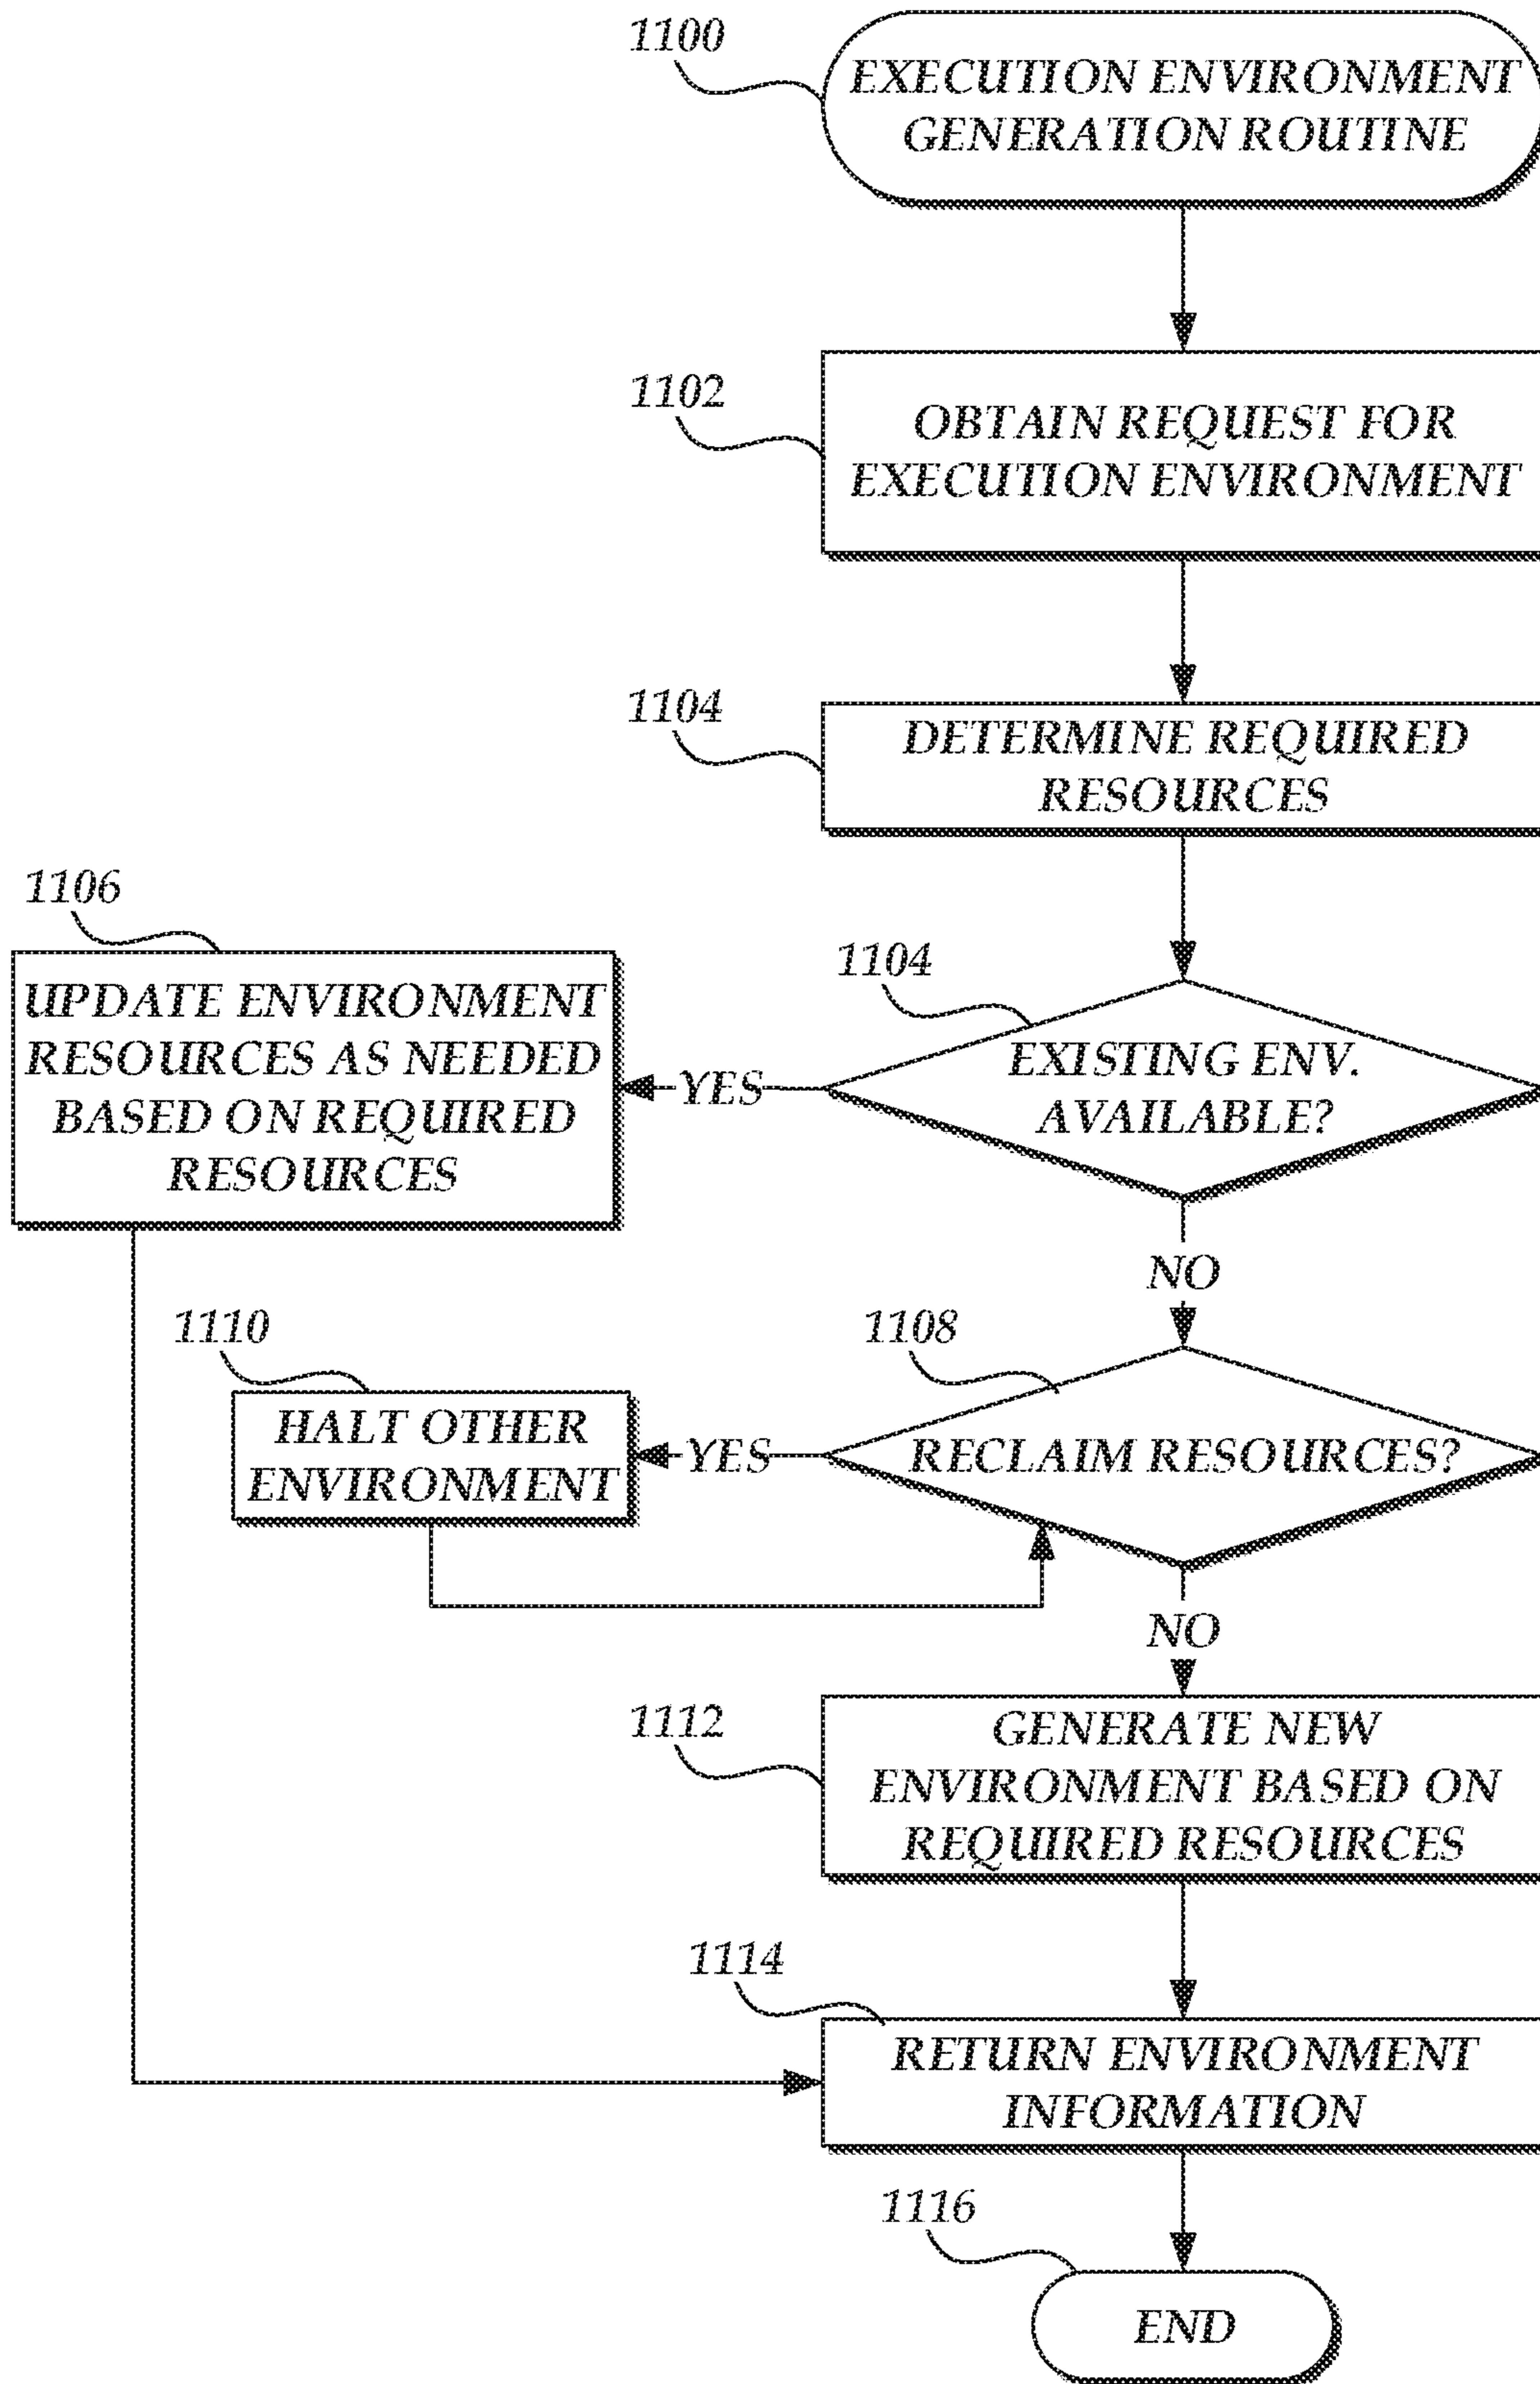 1100
EXECUTION ENVIRONMENT
GENERATION ROUTINE
1102
OBTAIN REQUEST FOR
EXECUTION ENVIRONMENT
1104
DETERMINE REQUIRED
RESOURCES
1106
UPDATE ENVIRONMENT
RESOURCES AS NEEDED
BASED ON REQUIRED
RESOURCES
1104
EXISTING ENV.
AVAILABLE?
YES
NO
1110
HALT OTHER
ENVIRONMENT
1108
RECLAIM RESOURCES?
YES
NO
1112
GENERATE NEW
ENVIRONMENT BASED ON
REQUIRED RESOURCES
1114
RETURN ENVIRONMENT
INFORMATION
1116
END